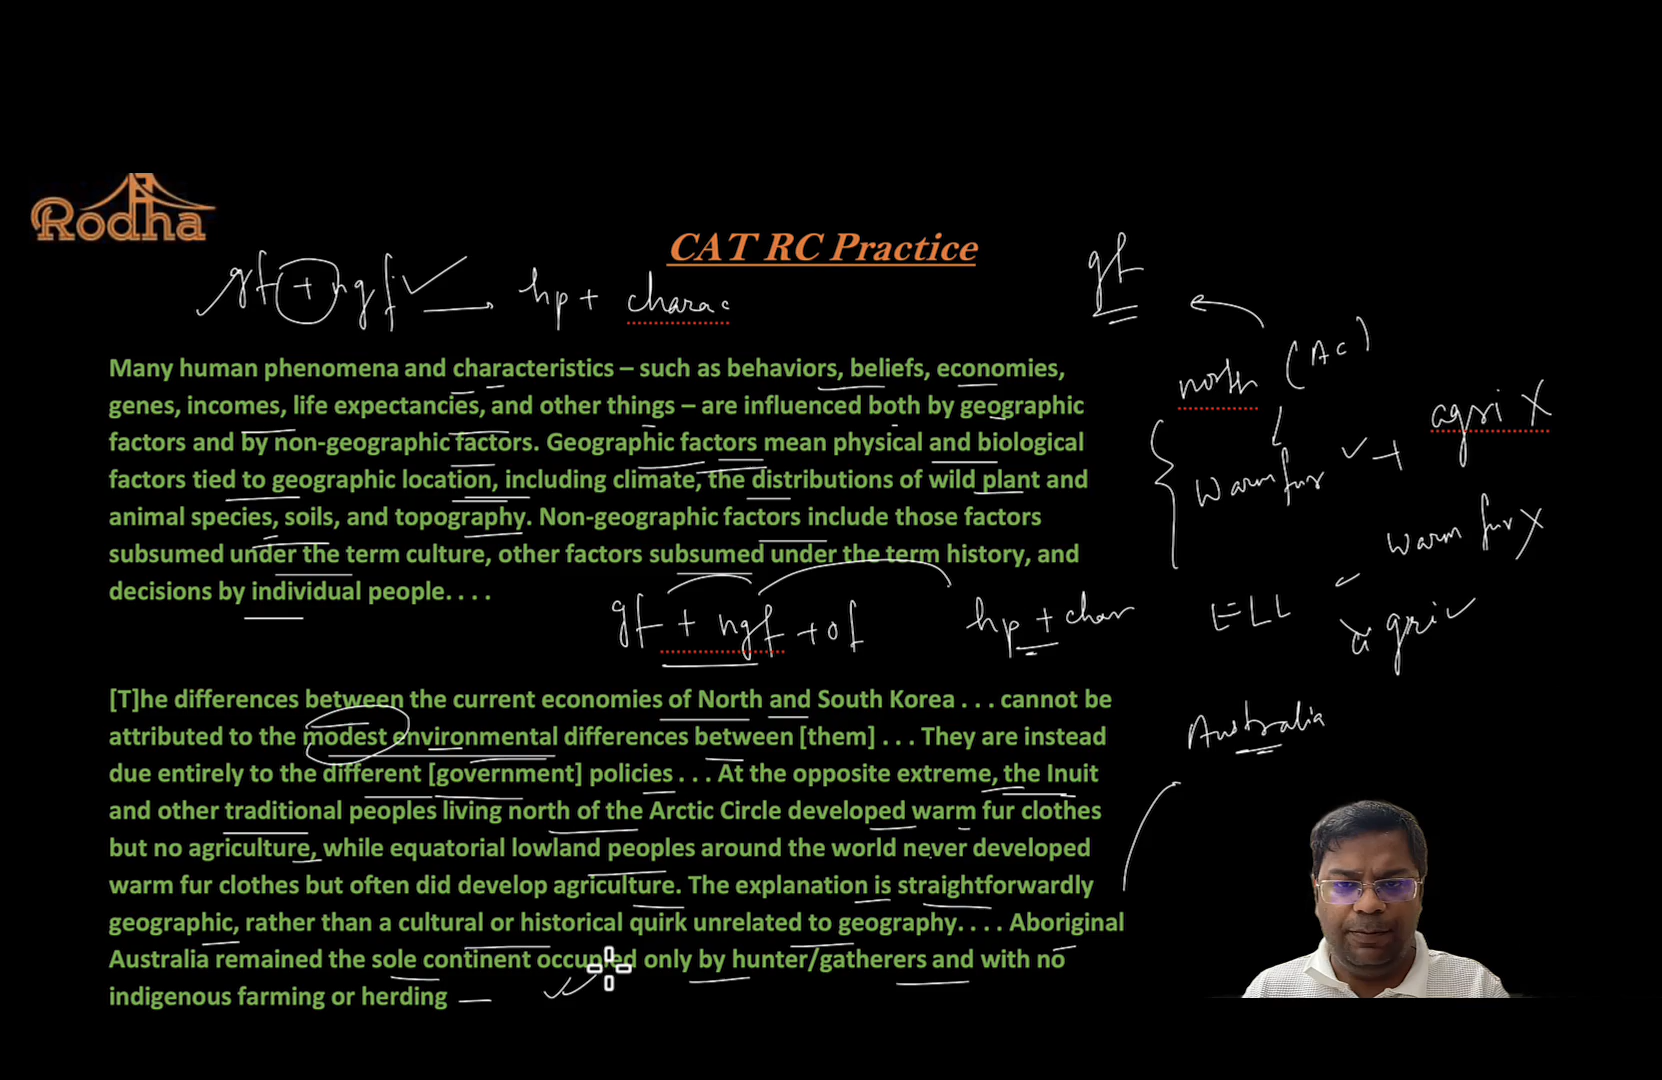 Rodha
CAT RC Practice
gf
gf + ngf
hp + charac
north (AC)
agri X
warm fur ✓ +
warm fur X
ELL
agri ✓
Australia
Many human phenomena and characteristics – such as behaviors, beliefs, economies,
genes, incomes, life expectancies, and other things – are influenced both by geographic
factors and by non-geographic factors. Geographic factors mean physical and biological
factors tied to geographic location, including climate, the distributions of wild plant and
animal species, soils, and topography. Non-geographic factors include those factors
subsumed under the term culture, other factors subsumed under the term history, and
decisions by individual people. . . .
gf + ngf + of hp + char
[T]he differences between the current economies of North and South Korea . . . cannot be
attributed to the modest environmental differences between [them] . . . They are instead
due entirely to the different [government] policies . . . At the opposite extreme, the Inuit
and other traditional peoples living north of the Arctic Circle developed warm fur clothes
but no agriculture, while equatorial lowland peoples around the world never developed
warm fur clothes but often did develop agriculture. The explanation is straightforwardly
geographic, rather than a cultural or historical quirk unrelated to geography. . . . Aboriginal
Australia remained the sole continent occupied only by hunter/gatherers and with no
indigenous farming or herding